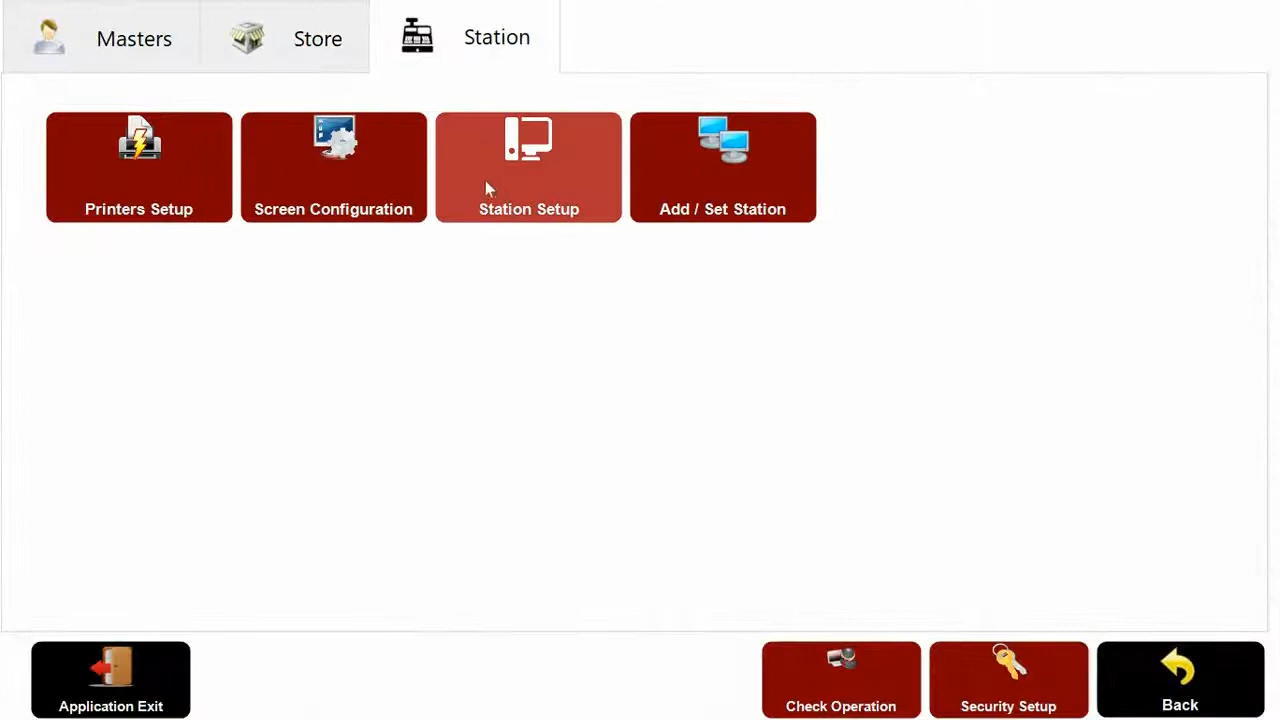 Masters
Store
Station
Printers Setup
Screen Configuration
Station Setup
Add / Set Station
Application Exit
Check Operation
Security Setup
Back